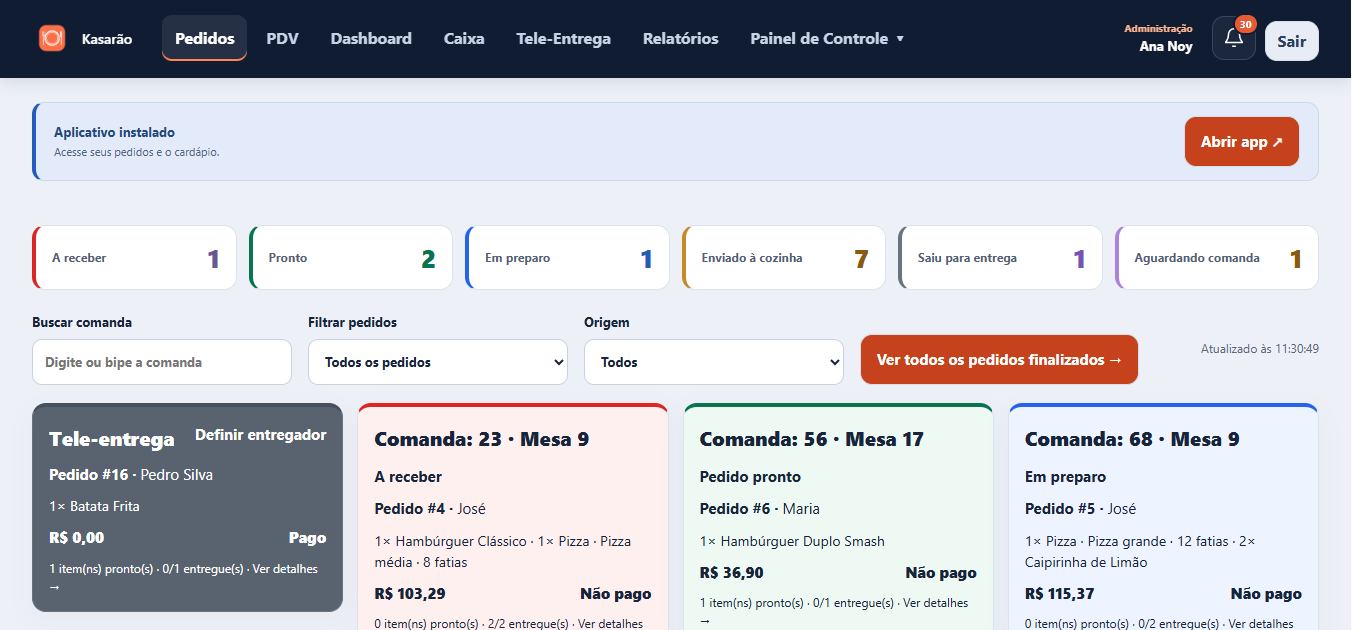 Kasarão
Pedidos
PDV
Dashboard
Caixa
Tele-Entrega
Relatórios
Painel de Controle ▼
Administração
Ana Noy
30
Sair
Aplicativo instalado
Acesse seus pedidos e o cardápio.
Abrir app ↗
A receber 1
Pronto 2
Em preparo 1
Enviado à cozinha 7
Saiu para entrega 1
Aguardando comanda 1
Buscar comanda
Digite ou bipe a comanda
Filtrar pedidos
Todos os pedidos
Origem
Todos
Ver todos os pedidos finalizados →
Atualizado às 11:30:49
Tele-entrega Definir entregador
Pedido #16 · Pedro Silva
1× Batata Frita
R$ 0,00 Pago
1 item(ns) pronto(s) · 0/1 entregue(s) · Ver detalhes
→
Comanda: 23 · Mesa 9
A receber
Pedido #4 · José
1× Hambúrguer Clássico · 1× Pizza · Pizza
média · 8 fatias
R$ 103,29 Não pago
0 item(ns) pronto(s) · 2/2 entregue(s) · Ver detalhes
Comanda: 56 · Mesa 17
Pedido pronto
Pedido #6 · Maria
1× Hambúrguer Duplo Smash
R$ 36,90 Não pago
1 item(ns) pronto(s) · 0/1 entregue(s) · Ver detalhes
→
Comanda: 68 · Mesa 9
Em preparo
Pedido #5 · José
1× Pizza · Pizza grande · 12 fatias · 2×
Caipirinha de Limão
R$ 115,37 Não pago
0 item(ns) pronto(s) · 0/2 entregue(s) · Ver detalhes